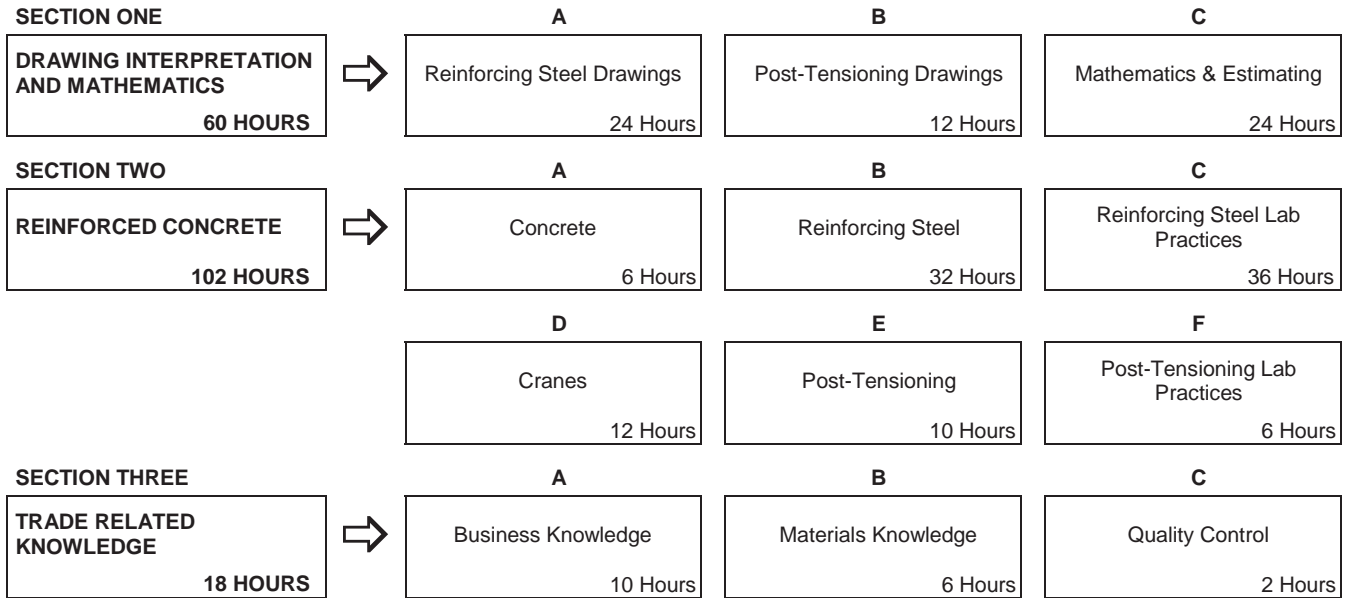 SECTION ONE
A
B
C
DRAWING INTERPRETATION
AND MATHEMATICS
60 HOURS
Reinforcing Steel Drawings
24 Hours
Post-Tensioning Drawings
12 Hours
Mathematics & Estimating
24 Hours
SECTION TWO
A
B
C
REINFORCED CONCRETE
102 HOURS
Concrete
6 Hours
Reinforcing Steel
32 Hours
Reinforcing Steel Lab
Practices
36 Hours
D
E
F
Cranes
12 Hours
Post-Tensioning
10 Hours
Post-Tensioning Lab
Practices
6 Hours
SECTION THREE
A
B
C
TRADE RELATED
KNOWLEDGE
18 HOURS
Business Knowledge
10 Hours
Materials Knowledge
6 Hours
Quality Control
2 Hours